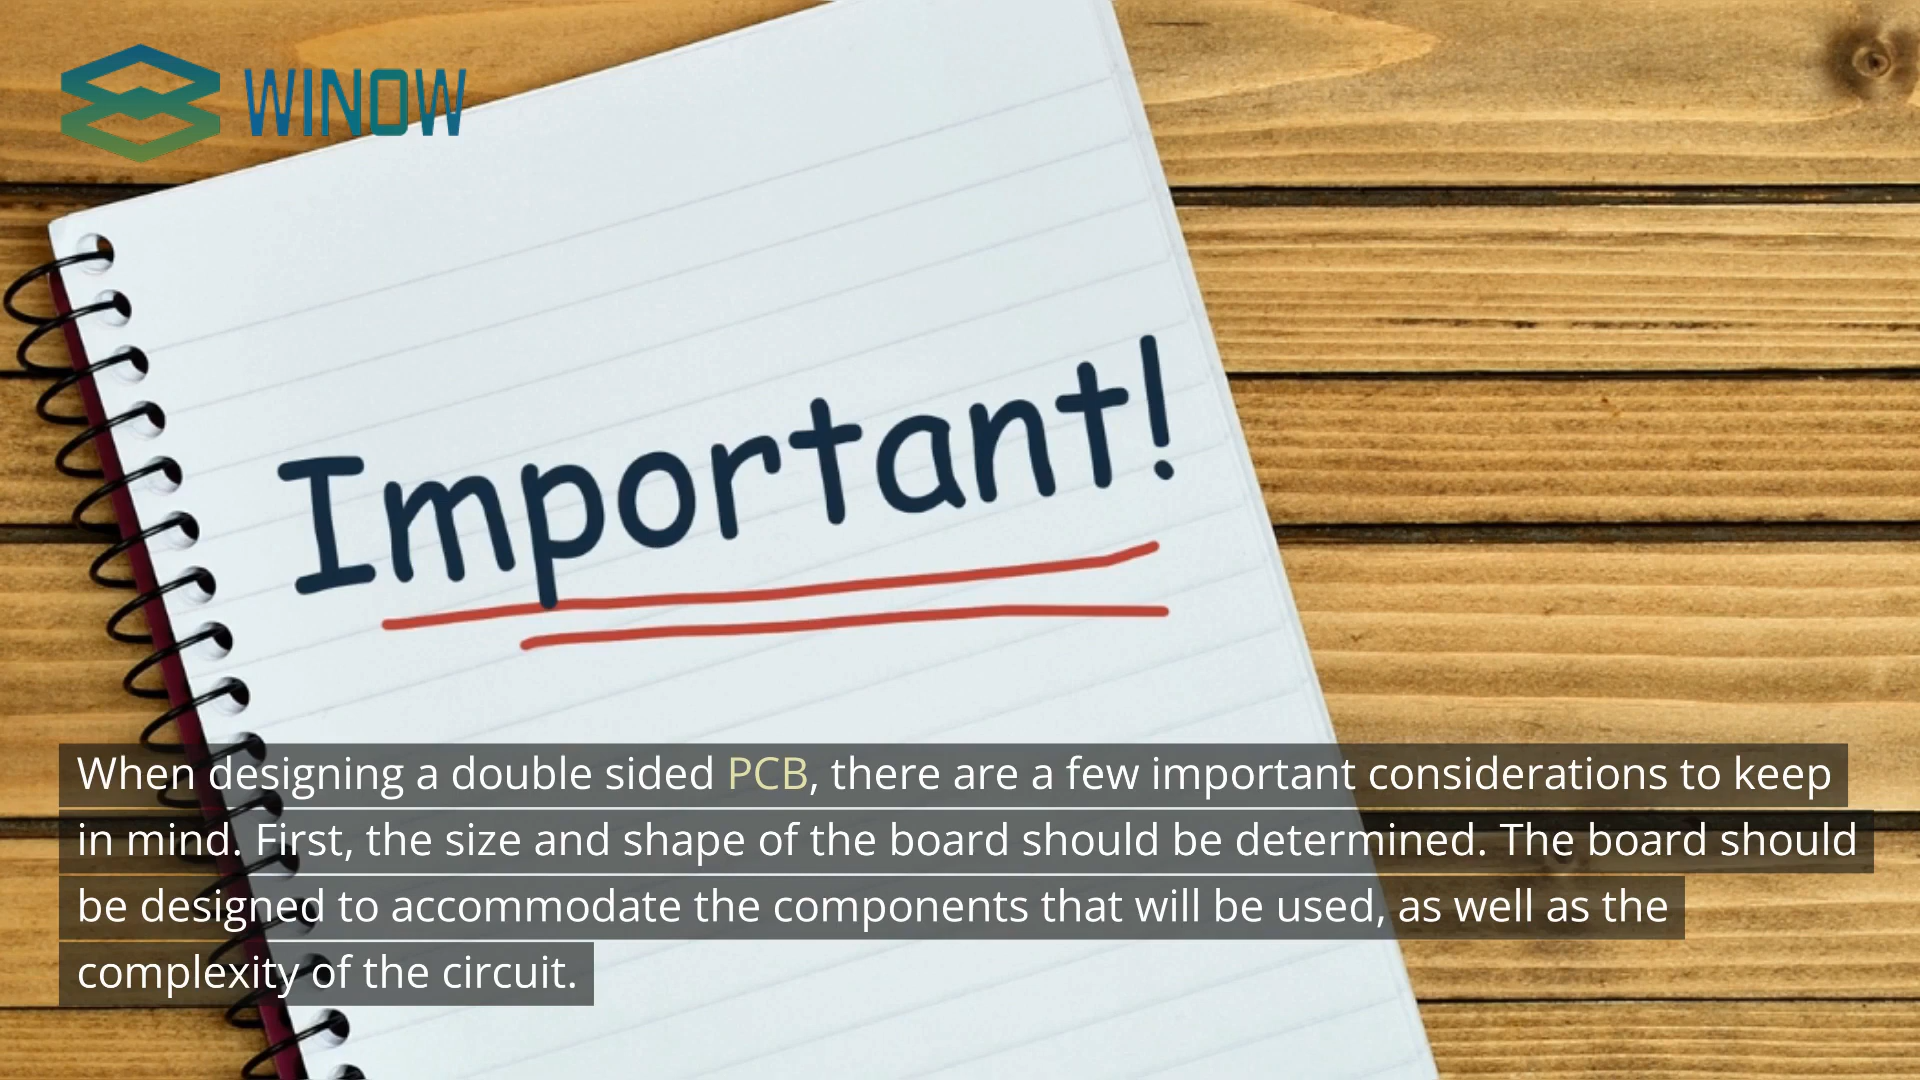 WINOW
Important!
When designing a double sided PCB, there are a few important considerations to keep
in mind. First, the size and shape of the board should be determined. The board should
be designed to accommodate the components that will be used, as well as the
complexity of the circuit.